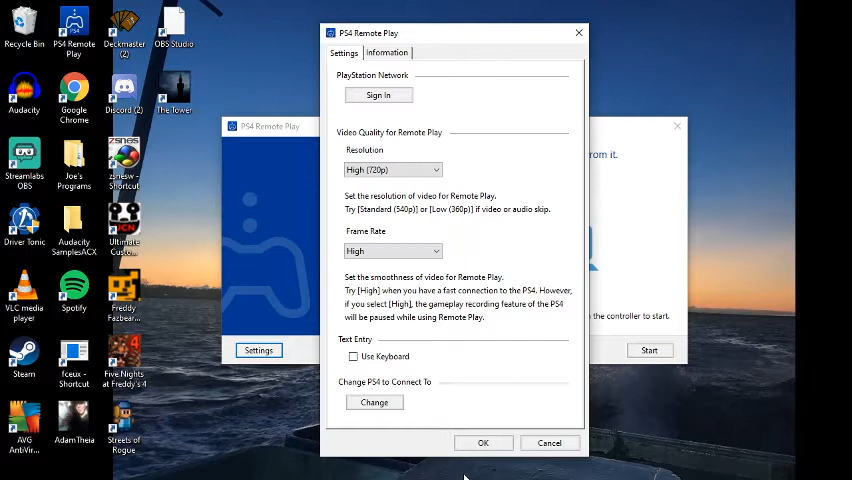 Recycle Bin
PS4 Remote
Play
Deckmaster
(2)
OBS Studio
Audacity
Google
Chrome
Discord (2)
The Tower
Streamlabs
OBS
Joe's
Programs
zsnesw -
Shortcut
Driver Tonic
Audacity
SamplesACX
Ultimate
Custo...
VLC media
player
Spotify
Freddy
Fazbear...
Steam
fceux -
Shortcut
Five Nights
at Freddy's 4
AVG
AntiVir...
AdamTheia
Streets of
Rogue
PS4 Remote Play
Settings
PS4 Remote Play
Settings
Information
PlayStation Network
Sign In
Video Quality for Remote Play
Resolution
High (720p)
Set the resolution of video for Remote Play.
Try [Standard (540p)] or [Low (360p)] if video or audio skip.
Frame Rate
High
Set the smoothness of video for Remote Play.
Try [High] when you have a fast connection to the PS4. However,
if you select [High], the gameplay recording feature of the PS4
will be paused while using Remote Play.
Text Entry
Use Keyboard
Change PS4 to Connect To
Change
OK
Cancel
from it.
the controller to start.
Start